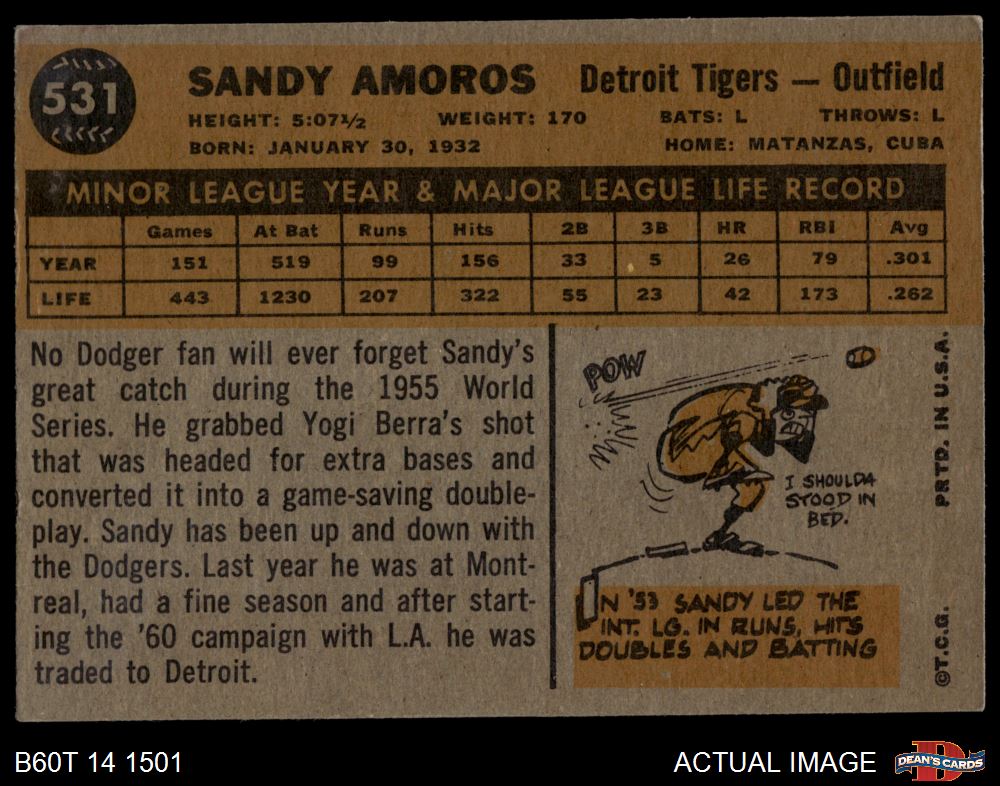 531
SANDY AMOROS Detroit Tigers — Outfield
HEIGHT: 5:07½ WEIGHT: 170 BATS: L THROWS: L
BORN: JANUARY 30, 1932 HOME: MATANZAS, CUBA
MINOR LEAGUE YEAR & MAJOR LEAGUE LIFE RECORD
Games At Bat Runs Hits 2B 3B HR RBI Avg
YEAR 151 519 99 156 33 5 26 79 .301
LIFE 443 1230 207 322 55 23 42 173 .262
No Dodger fan will ever forget Sandy's
great catch during the 1955 World
Series. He grabbed Yogi Berra's shot
that was headed for extra bases and
converted it into a game-saving double-
play. Sandy has been up and down with
the Dodgers. Last year he was at Mont-
real, had a fine season and after start-
ing the '60 campaign with L.A. he was
traded to Detroit.
POW
I SHOULDA
STOOD IN
BED.
IN '53 SANDY LED THE
INT. LG. IN RUNS, HITS
DOUBLES AND BATTING
©T.C.G. PRTD. IN U.S.A.
B60T 14 1501 ACTUAL IMAGE
DEAN'S CARDS